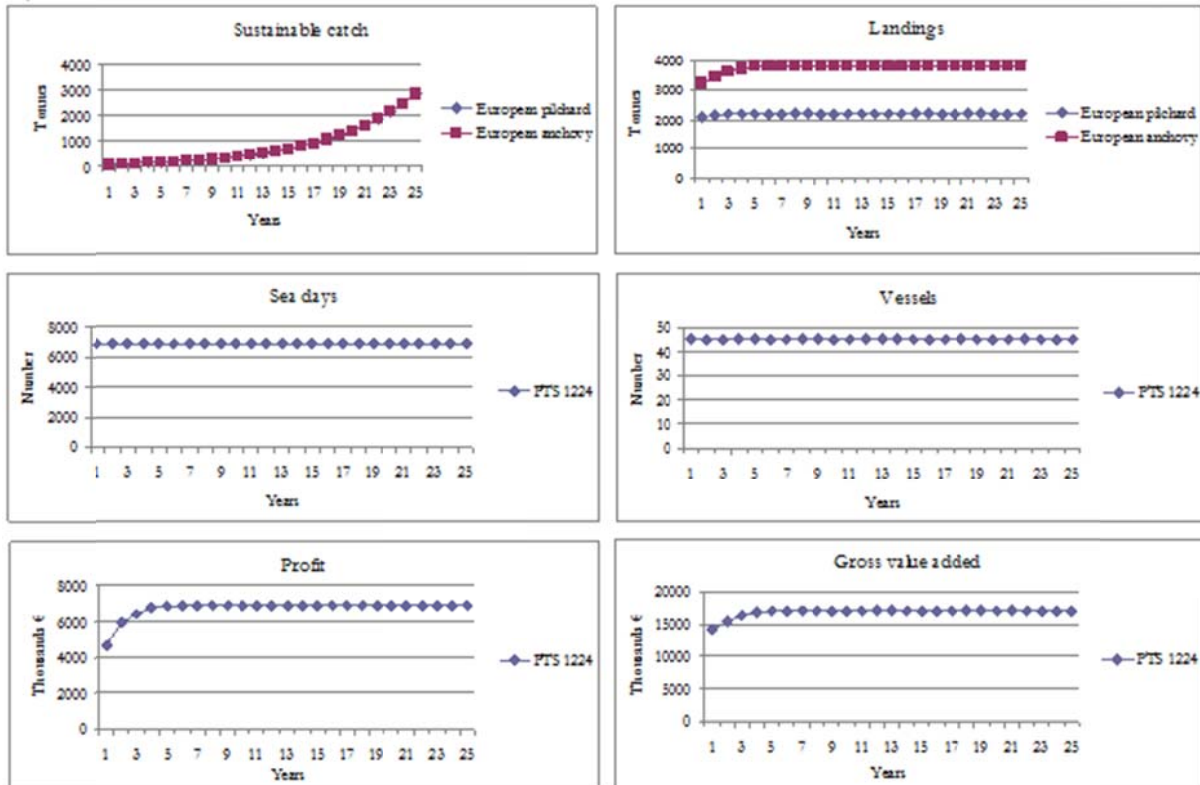 Sustainable catch
4000
3000
2000
1000
0
Tonnes
1 3 5 7 9 11 13 15 17 19 21 23 25
Years
European pilchard
European anchovy
Landings
4000
3000
2000
1000
0
Tonnes
1 3 5 7 9 11 13 15 17 19 21 23 25
Years
European pilchard
European anchovy
Sea days
8000
6000
4000
2000
0
Number
1 3 5 7 9 11 13 15 17 19 21 23 25
Years
PTS 1224
Vessels
50
40
30
20
10
0
Number
1 3 5 7 9 11 13 15 17 19 21 23 25
Years
PTS 1224
Profit
8000
6000
4000
2000
0
Thousands €
1 3 5 7 9 11 13 15 17 19 21 23 25
Years
PTS 1224
Gross value added
20000
15000
10000
5000
0
Thousands €
1 3 5 7 9 11 13 15 17 19 21 23 25
Years
PTS 1224